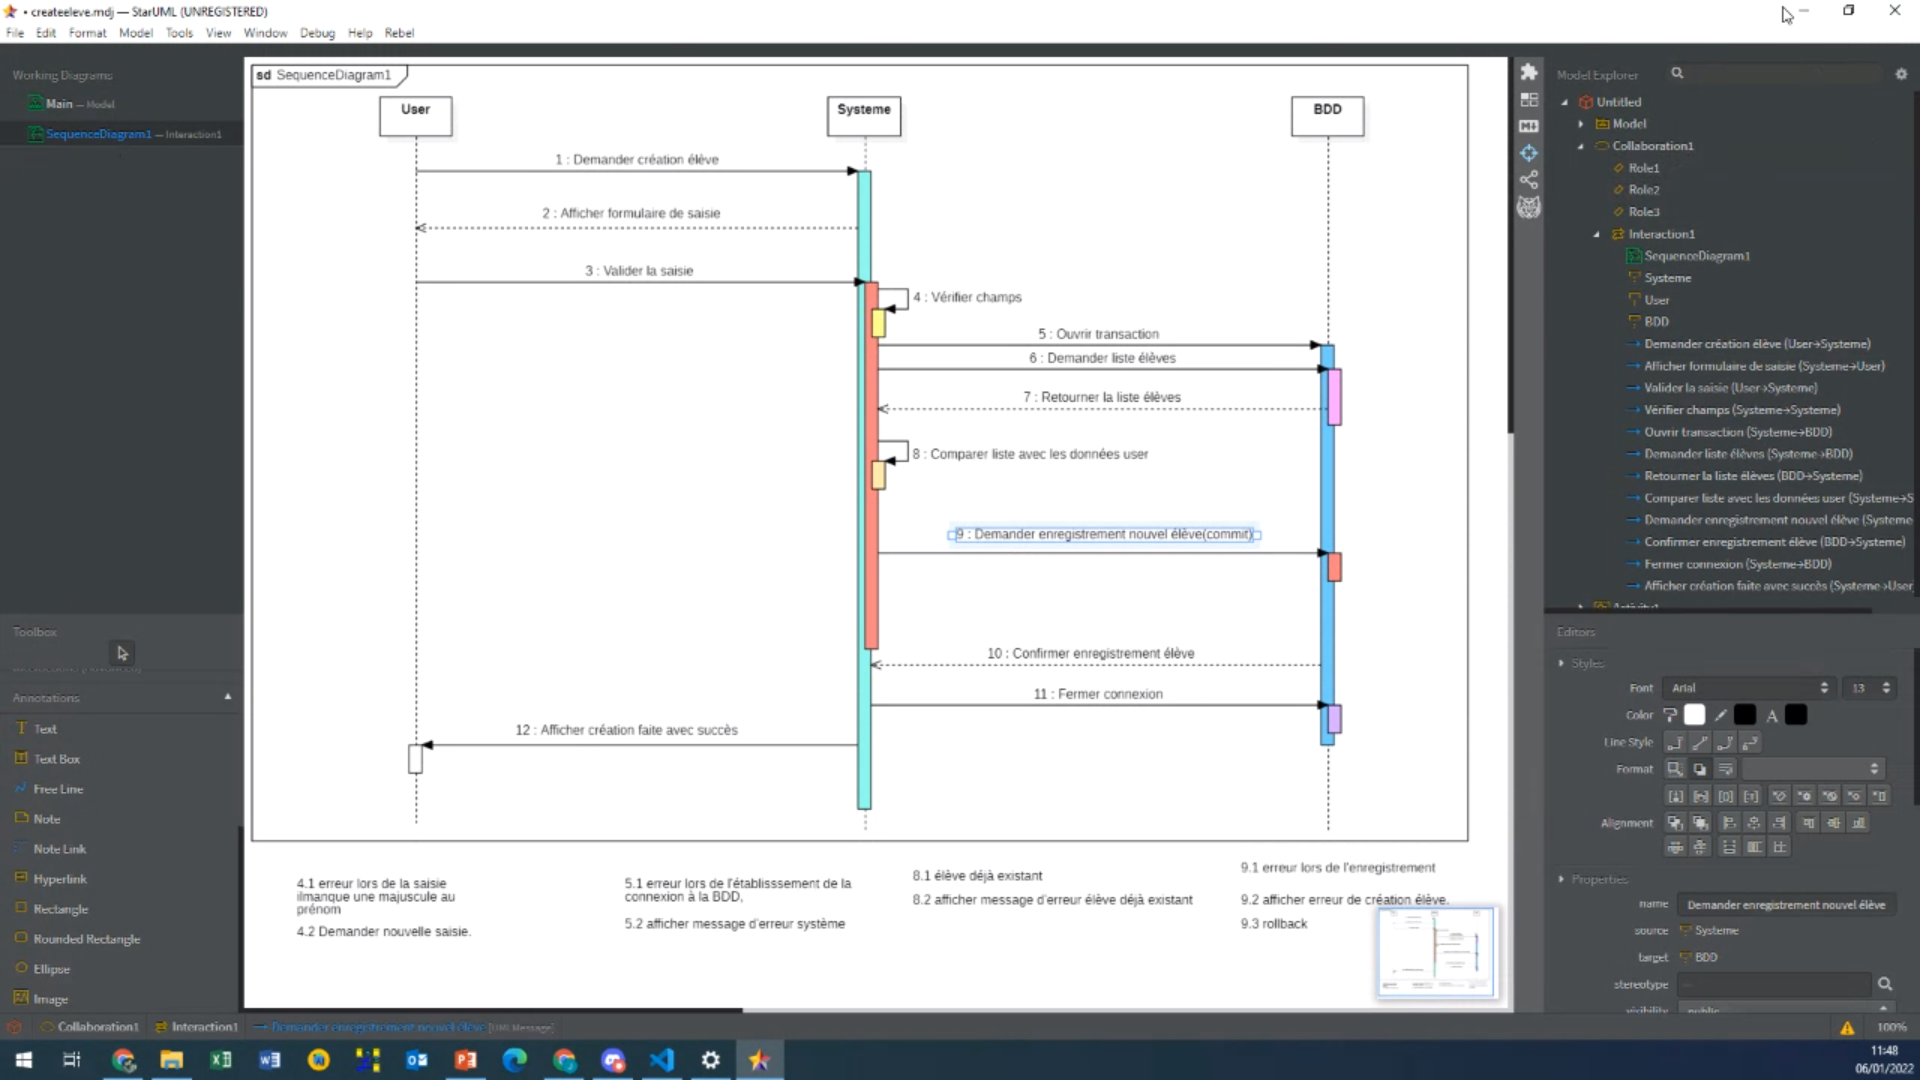 • createeleve.mdj — StarUML (UNREGISTERED)
File Edit Format Model Tools View Window Debug Help Rebel
Working Diagrams
Main — Model
SequenceDiagram1 — Interaction1
sd SequenceDiagram1
User
Systeme
BDD
1 : Demander création élève
2 : Afficher formulaire de saisie
3 : Valider la saisie
4 : Vérifier champs
5 : Ouvrir transaction
6 : Demander liste élèves
7 : Retourner la liste élèves
8 : Comparer liste avec les données user
9 : Demander enregistrement nouvel élève(commit)
10 : Confirmer enregistrement élève
11 : Fermer connexion
12 : Afficher création faite avec succès
4.1 erreur lors de la saisie
ilmanque une majuscule au
prénom
4.2 Demander nouvelle saisie.
5.1 erreur lors de l'établisssement de la
connexion à la BDD,
5.2 afficher message d'erreur système
8.1 élève déjà existant
8.2 afficher message d'erreur élève déjà existant
9.1 erreur lors de l'enregistrement
9.2 afficher erreur de création élève.
9.3 rollback
Toolbox
Annotations
Text
Text Box
Free Line
Note
Note Link
Hyperlink
Rectangle
Rounded Rectangle
Ellipse
Image
Model Explorer
Untitled
Model
Collaboration1
Role1
Role2
Role3
Interaction1
SequenceDiagram1
Systeme
User
BDD
Demander création élève (User→Systeme)
Afficher formulaire de saisie (Systeme→User)
Valider la saisie (User→Systeme)
Vérifier champs (Systeme→Systeme)
Ouvrir transaction (Systeme→BDD)
Demander liste élèves (Systeme→BDD)
Retourner la liste élèves (BDD→Systeme)
Comparer liste avec les données user (Systeme→S
Demander enregistrement nouvel élève (Systeme
Confirmer enregistrement élève (BDD→Systeme)
Fermer connexion (Systeme→BDD)
Afficher création faite avec succès (Systeme→User
Editors
Styles
Font Arial 13
Color A
Line Style
Format
Alignment
Properties
name Demander enregistrement nouvel élève
source Systeme
target BDD
stereotype —
visibility public
Collaboration1 Interaction1 Demander enregistrement nouvel élève [UMLMessage]
100%
11:48
06/01/2022